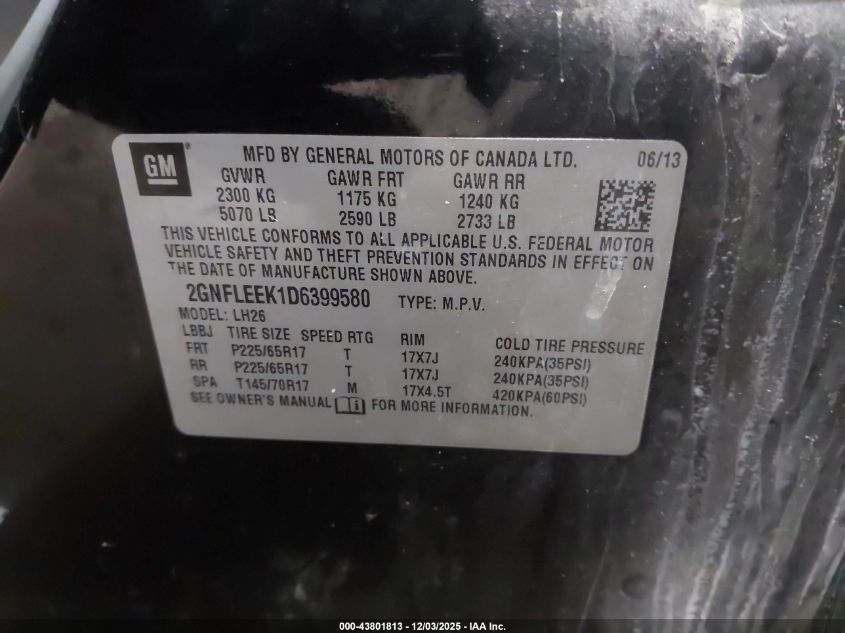 GM
MFD BY GENERAL MOTORS OF CANADA LTD. 06/13
GVWR GAWR FRT GAWR RR
2300 KG 1175 KG 1240 KG
5070 LB 2590 LB 2733 LB
THIS VEHICLE CONFORMS TO ALL APPLICABLE U.S. FEDERAL MOTOR
VEHICLE SAFETY AND THEFT PREVENTION STANDARDS IN EFFECT ON
THE DATE OF MANUFACTURE SHOWN ABOVE.
2GNFLEEK1D6399580 TYPE: M.P.V.
MODEL: LH26
LBBJ TIRE SIZE SPEED RTG RIM COLD TIRE PRESSURE
FRT P225/65R17 T 17X7J 240KPA(35PSI)
RR P225/65R17 T 17X7J 240KPA(35PSI)
SPA T145/70R17 M 17X4.5T 420KPA(60PSI)
SEE OWNER'S MANUAL FOR MORE INFORMATION.
000-43801813 - 12/03/2025 - IAA Inc.